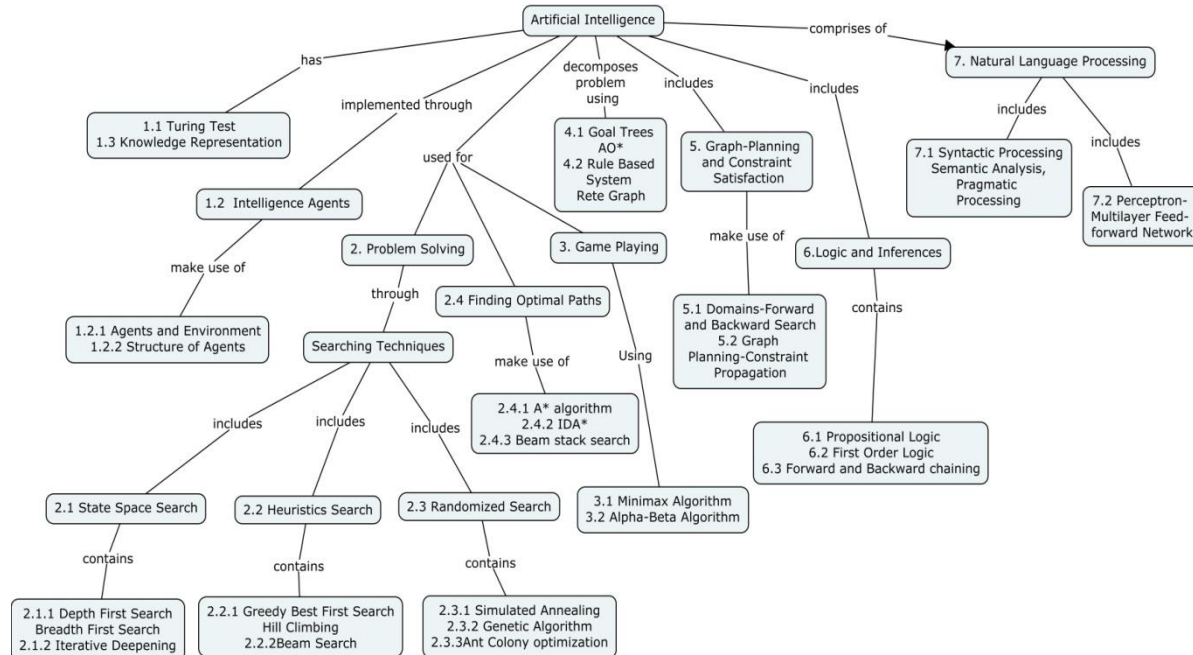 Artificial Intelligence
comprises of
7. Natural Language Processing
has
implemented through
used for
decomposes
problem
using
includes
includes
includes
includes
1.1 Turing Test
1.3 Knowledge Representation
4.1 Goal Trees
AO*
4.2 Rule Based
System
Rete Graph
5. Graph-Planning
and Constraint
Satisfaction
7.1 Syntactic Processing
Semantic Analysis,
Pragmatic
Processing
7.2 Perceptron-
Multilayer Feed-
forward Network
1.2 Intelligence Agents
2. Problem Solving
3. Game Playing
6.Logic and Inferences
make use of
through
2.4 Finding Optimal Paths
make use of
contains
1.2.1 Agents and Environment
1.2.2 Structure of Agents
Searching Techniques
make use of
Using
5.1 Domains-Forward
and Backward Search
5.2 Graph
Planning-Constraint
Propagation
includes
includes
includes
2.4.1 A* algorithm
2.4.2 IDA*
2.4.3 Beam stack search
6.1 Propositional Logic
6.2 First Order Logic
6.3 Forward and Backward chaining
2.1 State Space Search
2.2 Heuristics Search
2.3 Randomized Search
3.1 Minimax Algorithm
3.2 Alpha-Beta Algorithm
contains
contains
contains
2.1.1 Depth First Search
Breadth First Search
2.1.2 Iterative Deepening
2.2.1 Greedy Best First Search
Hill Climbing
2.2.2Beam Search
2.3.1 Simulated Annealing
2.3.2 Genetic Algorithm
2.3.3Ant Colony optimization